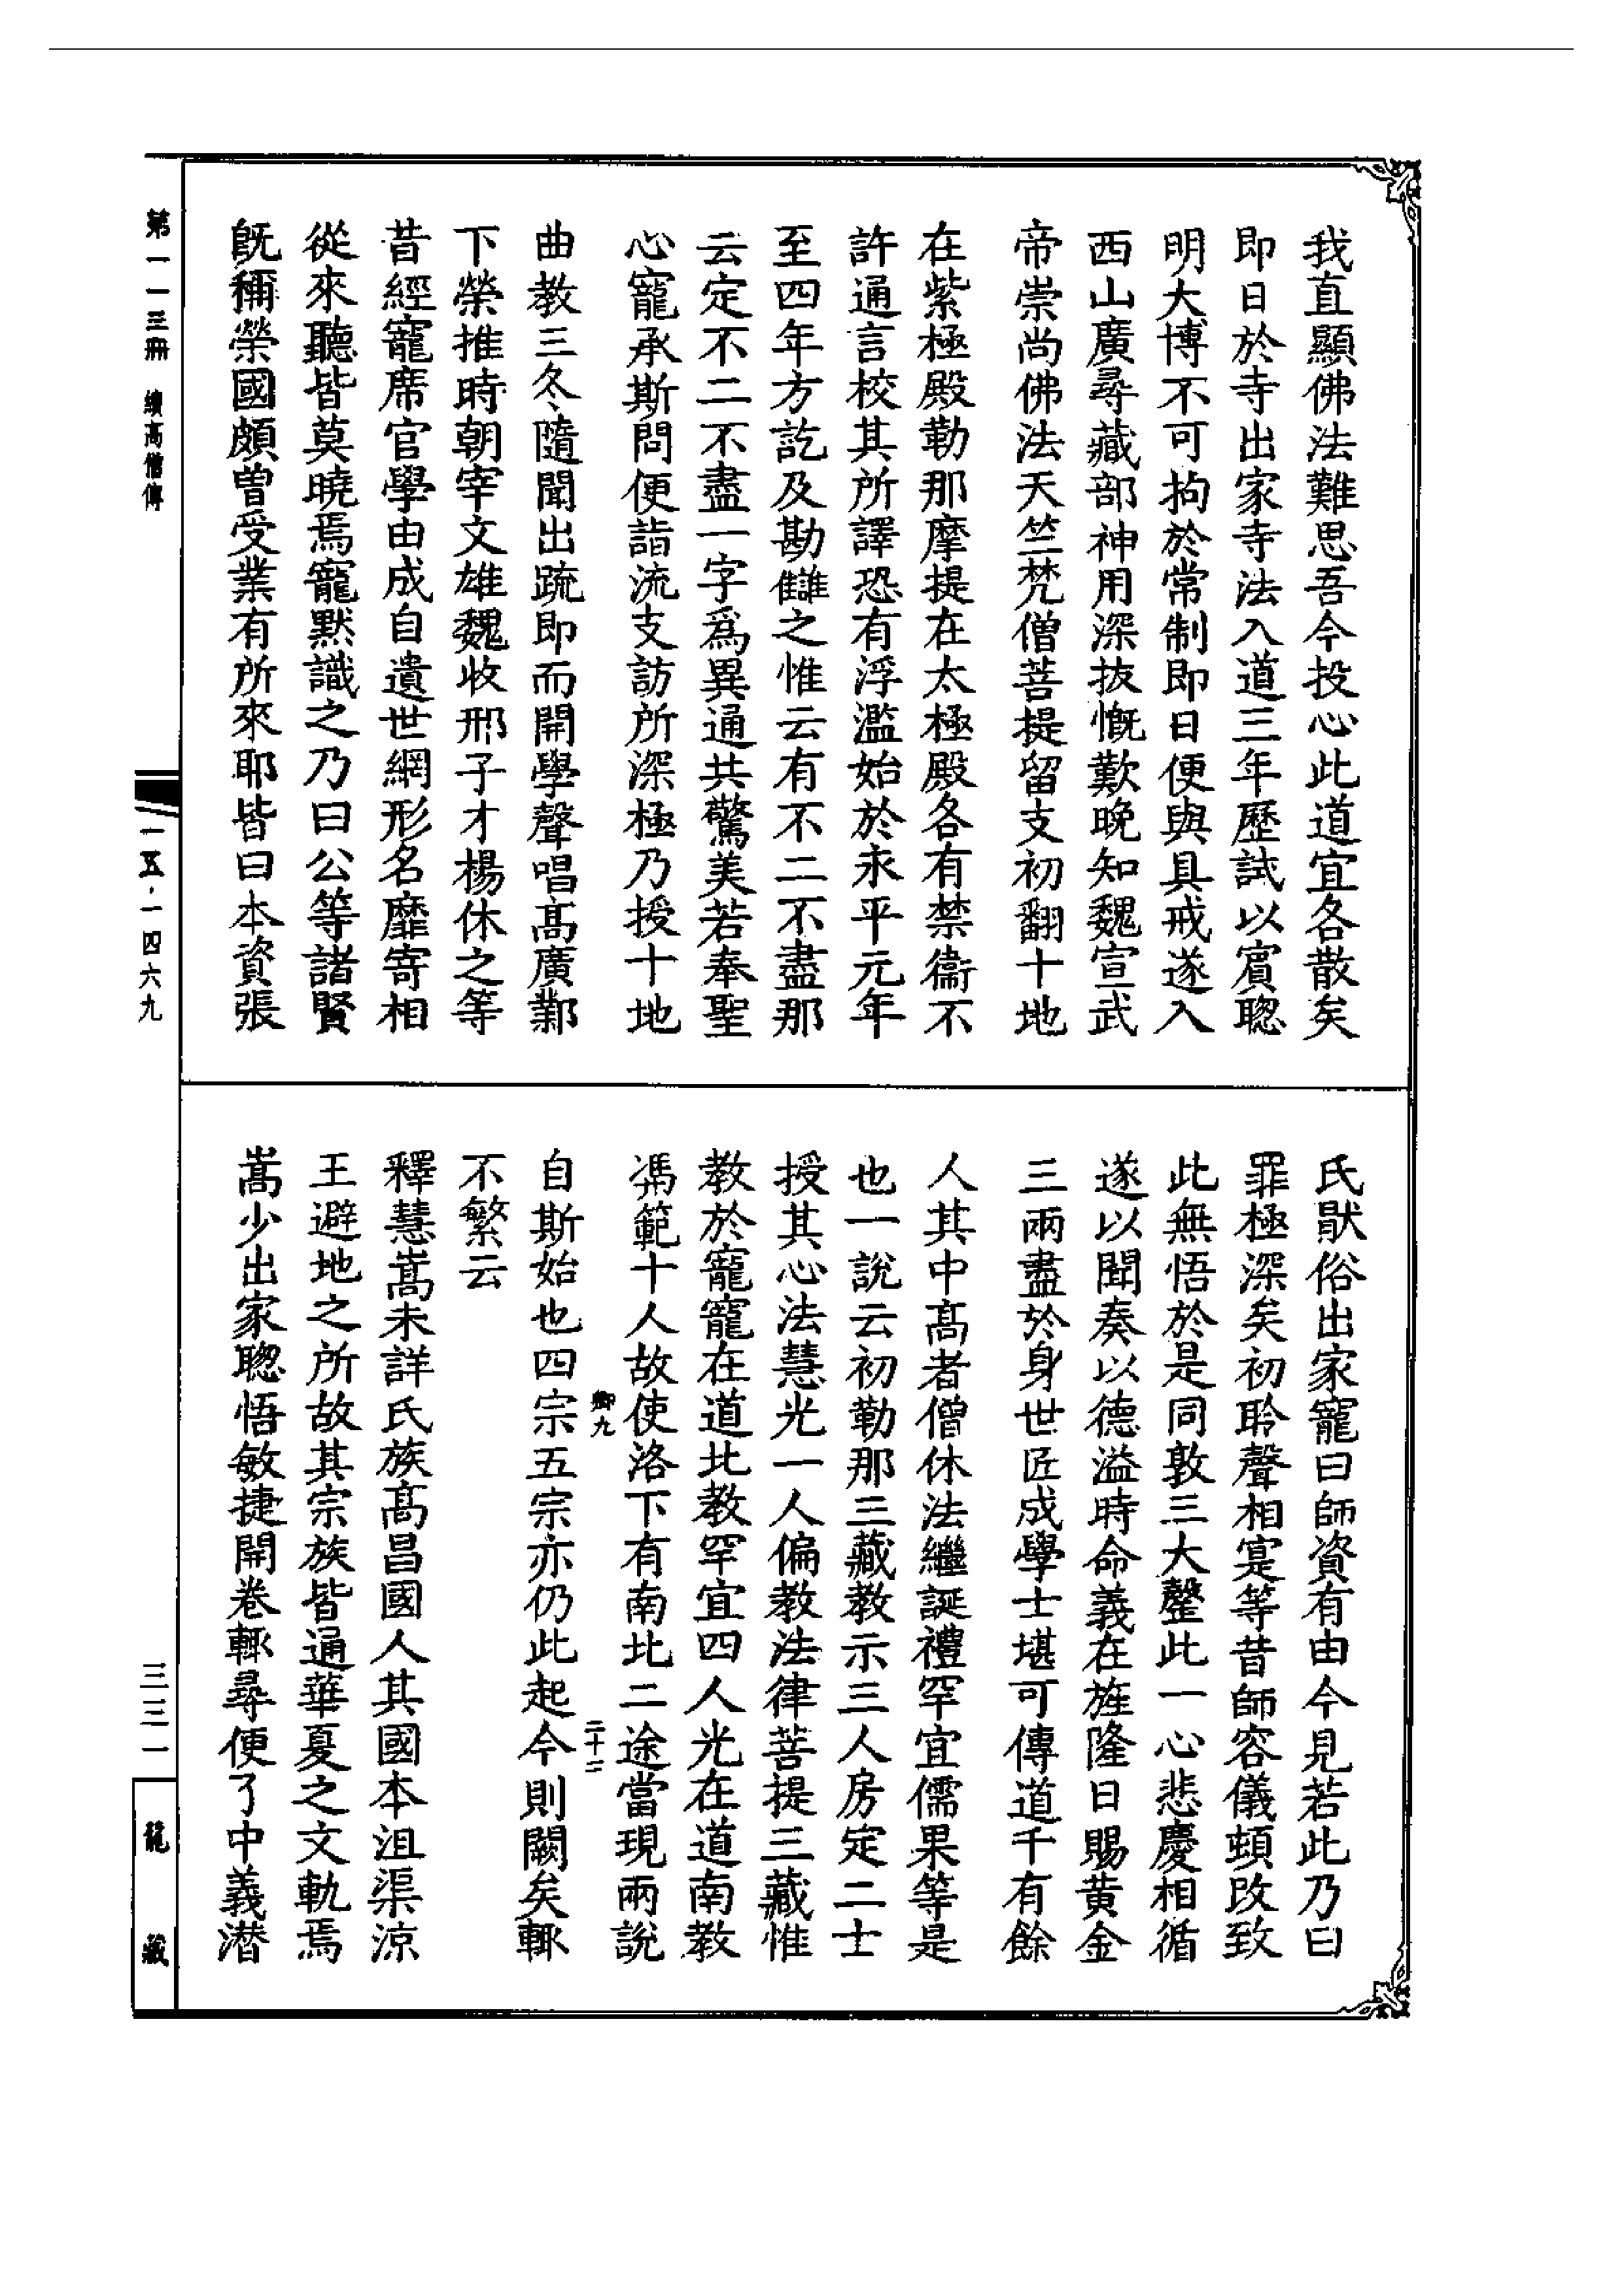 我直顯佛法難思吾今投心此道宜各散矣
即日於寺出家寺法入道三年歷試以賔聦
明大博不可拘於常制即日便與具戒遂入
西山廣尋藏部神用深拔慨歎晩知魏宣武
帝崇尚佛法天竺梵僧菩提留支初翻十地
在紫極殿勒那摩提在太極殿各有禁衞不
許通言校其所譯恐有浮濫始於永平元年
至四年方訖及勘讎之惟云有不二不盡那
云定不二不盡一字爲異通共驚美若奉聖
心寵承斯問便詣流支訪所深極乃授十地
曲教三冬隨聞出䟽即而開學聲唱髙廣鄴
下榮推時朝宰文雄魏收邢子才楊休之等
昔經寵席官學由成自遺世網形名靡寄相
從來聽皆莫曉焉寵默識之乃曰公等諸賢
旣稱榮國頗曾受業有所來耶皆曰本資張
氏猒俗出家寵曰師資有由今見若此乃曰
罪極深矣初聆聲相寔等昔師容儀頓改致
此無悟於是同敦三大罄此一心悲慶相循
遂以聞奏以德溢時命義在旌隆日賜黃金
三兩盡於身世匠成學士堪可傳道千有餘
人其中髙者僧休法繼誕禮罕宜儒果等是
也一說云初勒那三藏教示三人房定二士
授其心法慧光一人偏教法律菩提三藏惟
教於寵寵在道北教罕宜四人光在道南教
馮範十人故使洛下有南北二途當現兩說
自斯始也四宗五宗亦仍此起今則闕矣輒
不繁云
釋慧嵩未詳氏族髙昌國人其國本沮渠涼
王避地之所故其宗族皆通華夏之文軌焉
嵩少出家聦悟敏捷開卷輒尋便了中義潛
卿九
二十二
第一一三冊 續高僧傳
一五·一四六九
三三一
龍藏